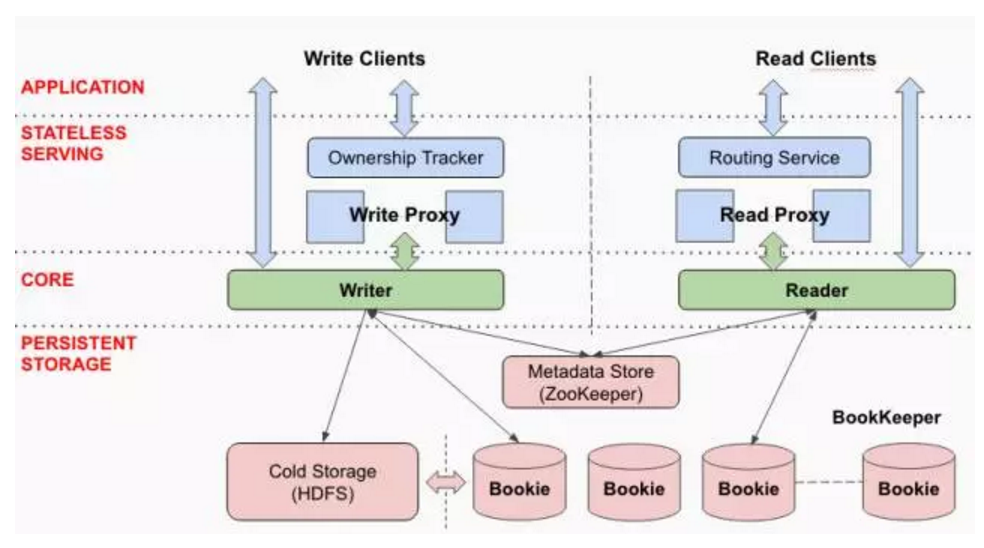 Write Clients
Read Clients
APPLICATION
STATELESS
SERVING
Ownership Tracker
Routing Service
Write Proxy
Read Proxy
CORE
Writer
Reader
PERSISTENT
STORAGE
Metadata Store
(ZooKeeper)
BookKeeper
Cold Storage
(HDFS)
Bookie
Bookie
Bookie
Bookie